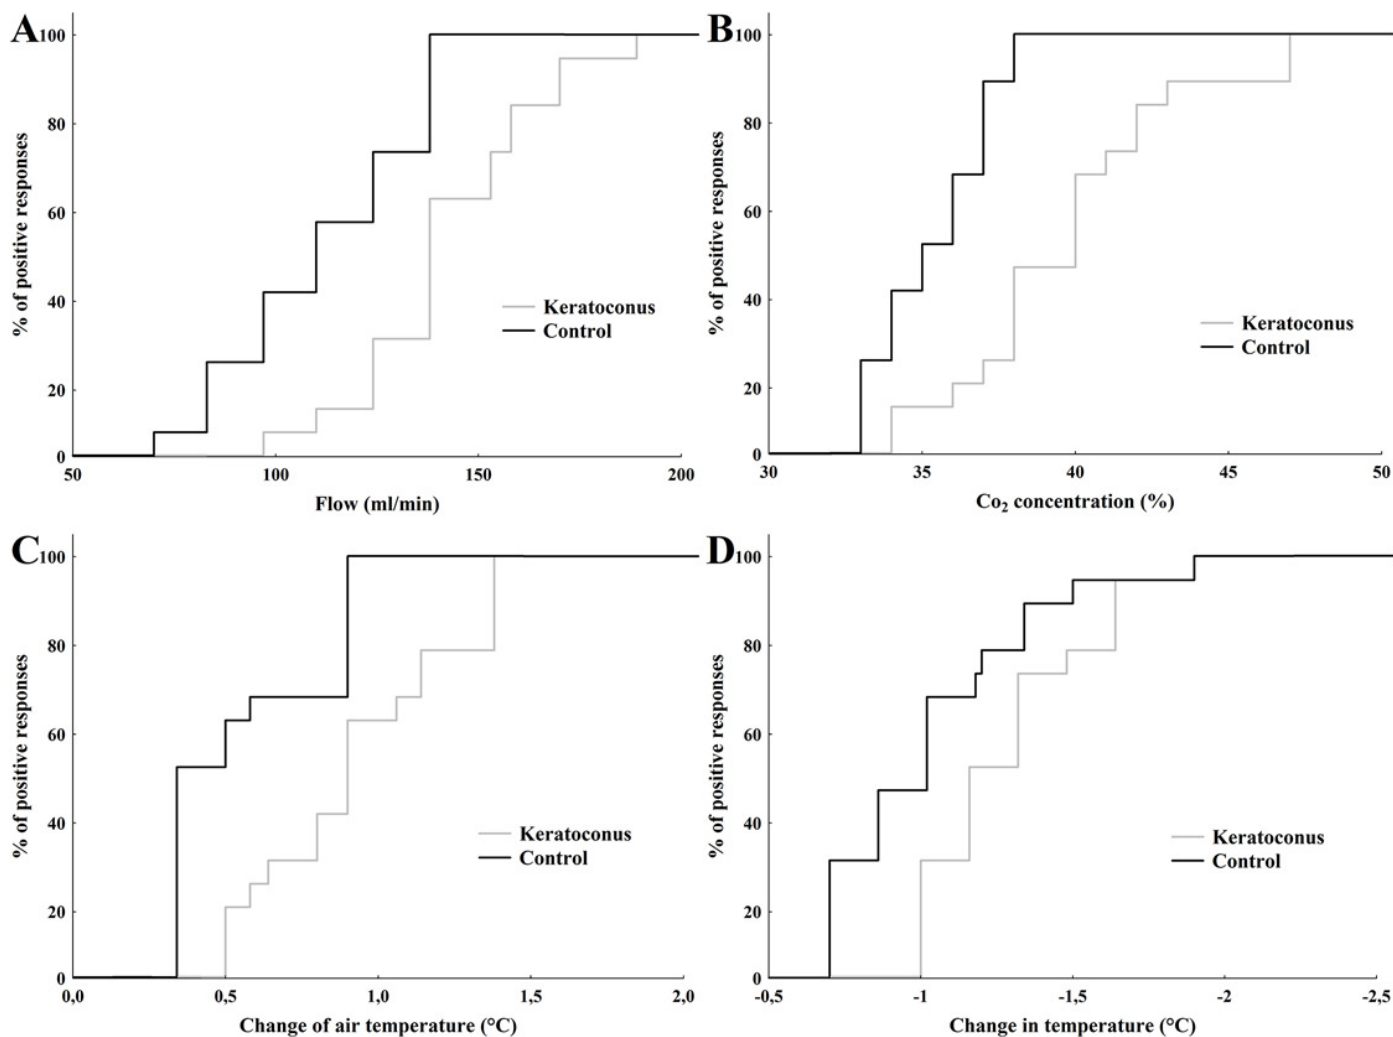 A
100
80
60
40
20
0
% of positive responses
50 100 150 200
Flow (ml/min)
Keratoconus
Control
B
100
80
60
40
20
0
% of positive responses
30 35 40 45 50
Co₂ concentration (%)
Keratoconus
Control
C
100
80
60
40
20
0
% of positive responses
0,0 0,5 1,0 1,5 2,0
Change of air temperature (°C)
Keratoconus
Control
D
100
80
60
40
20
0
% of positive responses
-0,5 -1 -1,5 -2 -2,5
Change in temperature (°C)
Keratoconus
Control